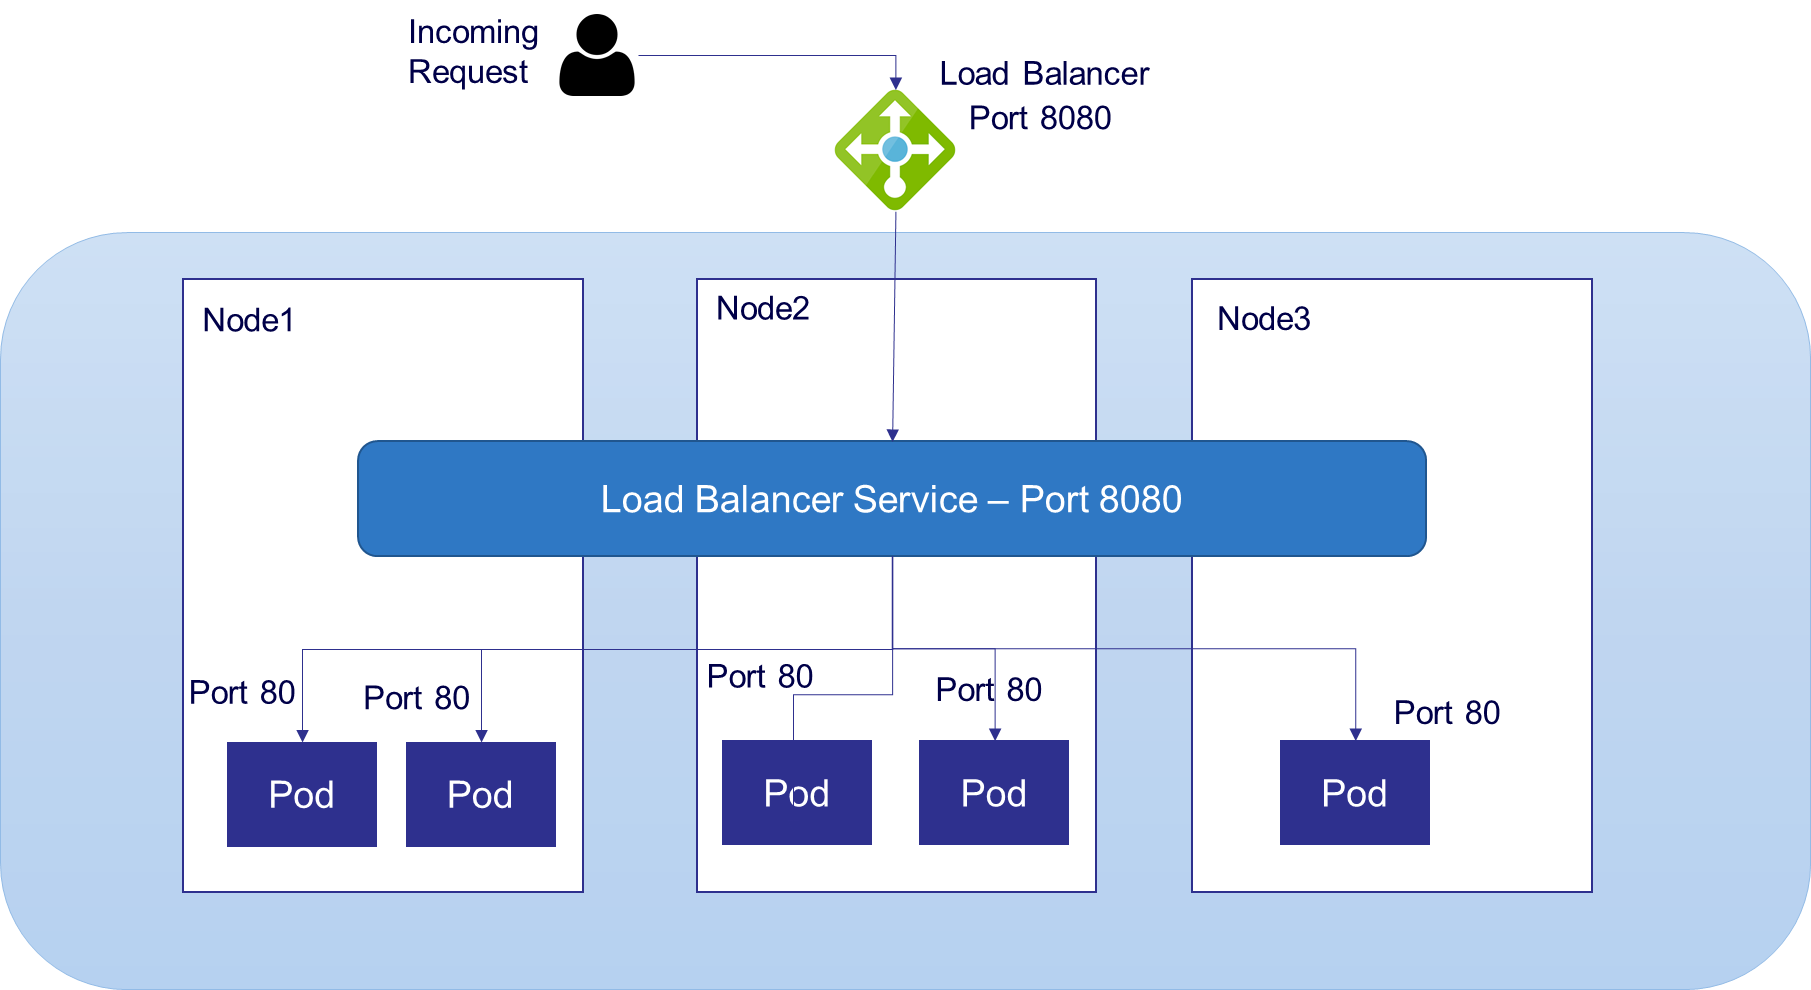 Incoming
Request
Load Balancer
Port 8080
Node1
Node2
Node3
Load Balancer Service – Port 8080
Port 80
Port 80
Port 80
Port 80
Port 80
Pod
Pod
Pod
Pod
Pod